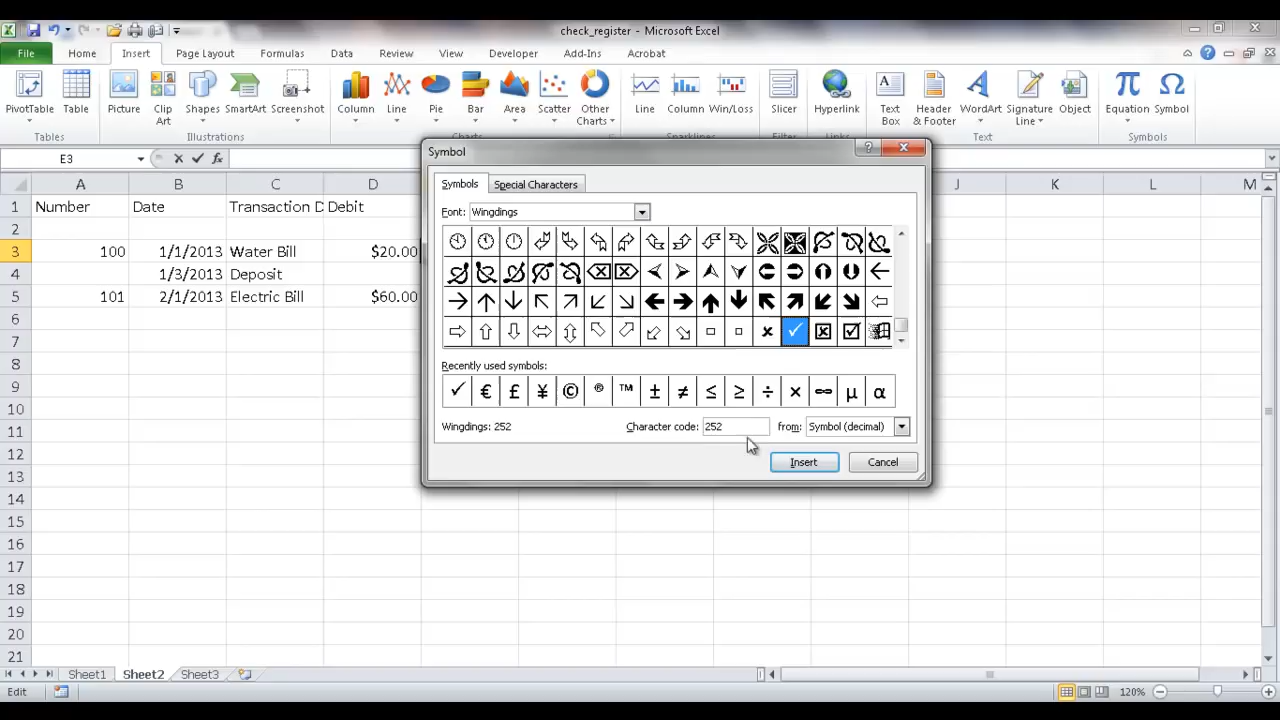 check_register - Microsoft Excel
File Home Insert Page Layout Formulas Data Review View Developer Add-Ins Acrobat
PivotTable Table Picture Clip Art Shapes SmartArt Screenshot Column Line Pie Bar Area Scatter Other Charts Line Column Win/Loss Slicer Hyperlink Text Box Header & Footer WordArt Signature Line Object Equation Symbol
Tables Illustrations Charts Sparklines Filter Links Text Symbols
E3 fx
Symbol
A B C D J K L M
Symbols Special Characters
1 Number Date Transaction D Debit
Font: Wingdings
2
3 100 1/1/2013 Water Bill $20.00
4 1/3/2013 Deposit
5 101 2/1/2013 Electric Bill $60.00
6
7
8
Recently used symbols:
9
✓ € £ ¥ © ® ™ ± ≠ ≤ ≥ ÷ × ∞ µ α
10
Wingdings: 252 Character code: 252 from: Symbol (decimal)
11
12
Insert Cancel
13
14
15
16
17
18
19
20
21
Sheet1 Sheet2 Sheet3
Edit 120%